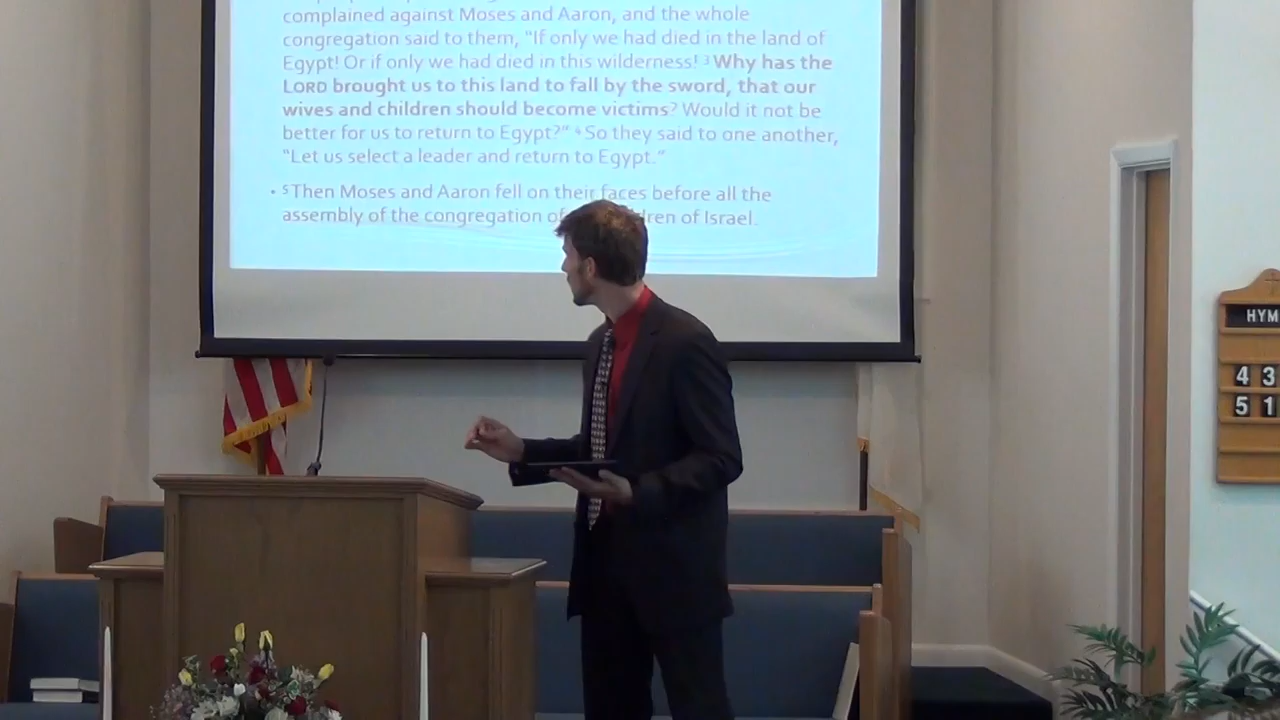 complained against Moses and Aaron, and the whole
congregation said to them, “If only we had died in the land of
Egypt! Or if only we had died in this wilderness! 3 Why has the
LORD brought us to this land to fall by the sword, that our
wives and children should become victims? Would it not be
better for us to return to Egypt?” 4 So they said to one another,
“Let us select a leader and return to Egypt.”
• 5 Then Moses and Aaron fell on their faces before all the
assembly of the congregation of ldren of Israel.
HYM
43
51